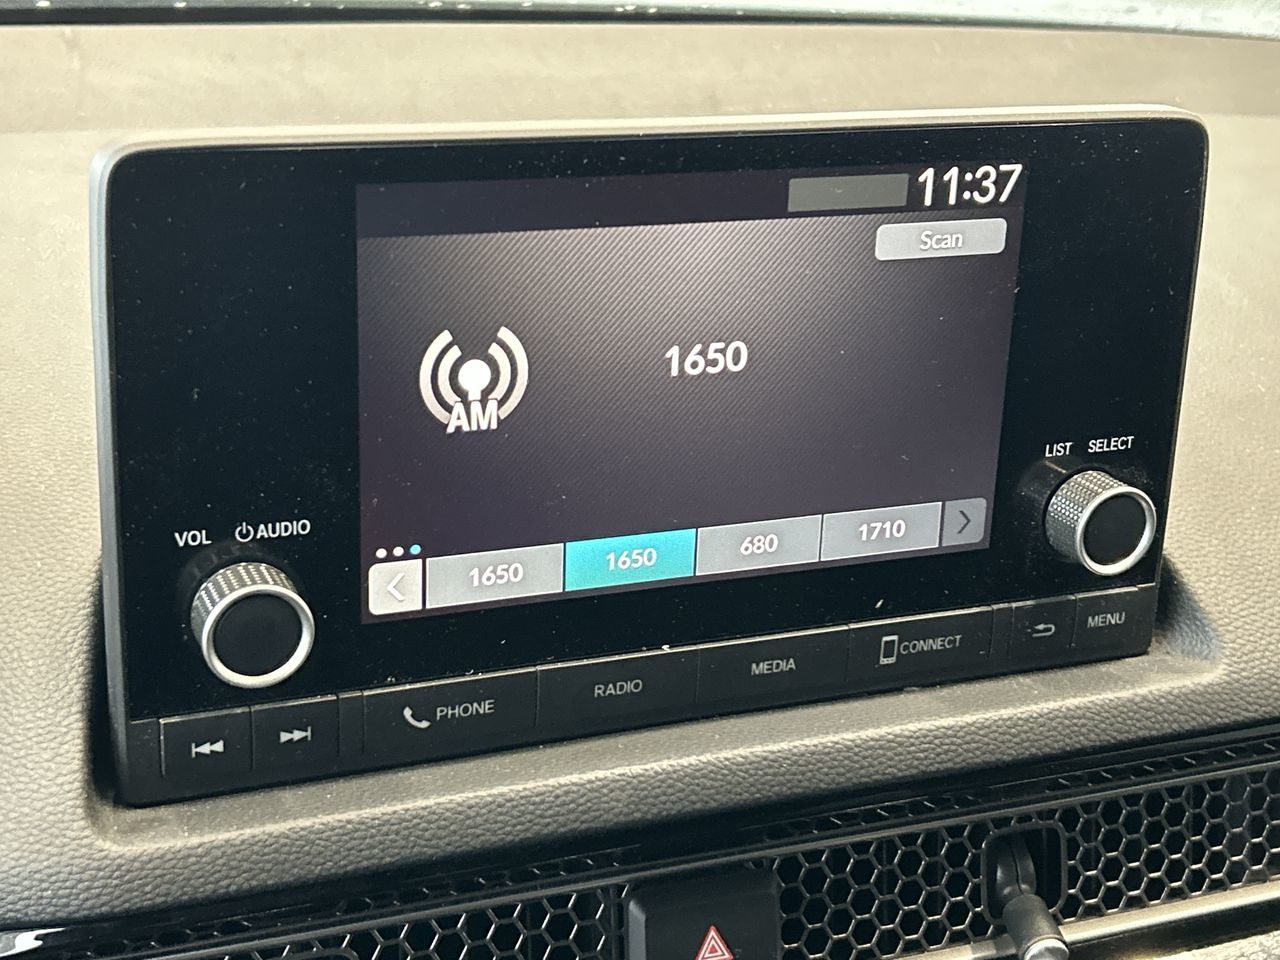 11:37
Scan
AM
1650
1650 1650 680 1710
VOL AUDIO
LIST SELECT
PHONE RADIO MEDIA CONNECT MENU